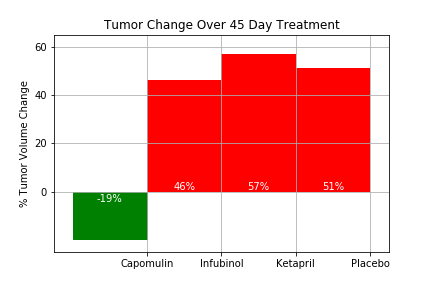 Tumor Change Over 45 Day Treatment
% Tumor Volume Change
60
40
20
0
-19%
46%
57%
51%
Capomulin
Infubinol
Ketapril
Placebo